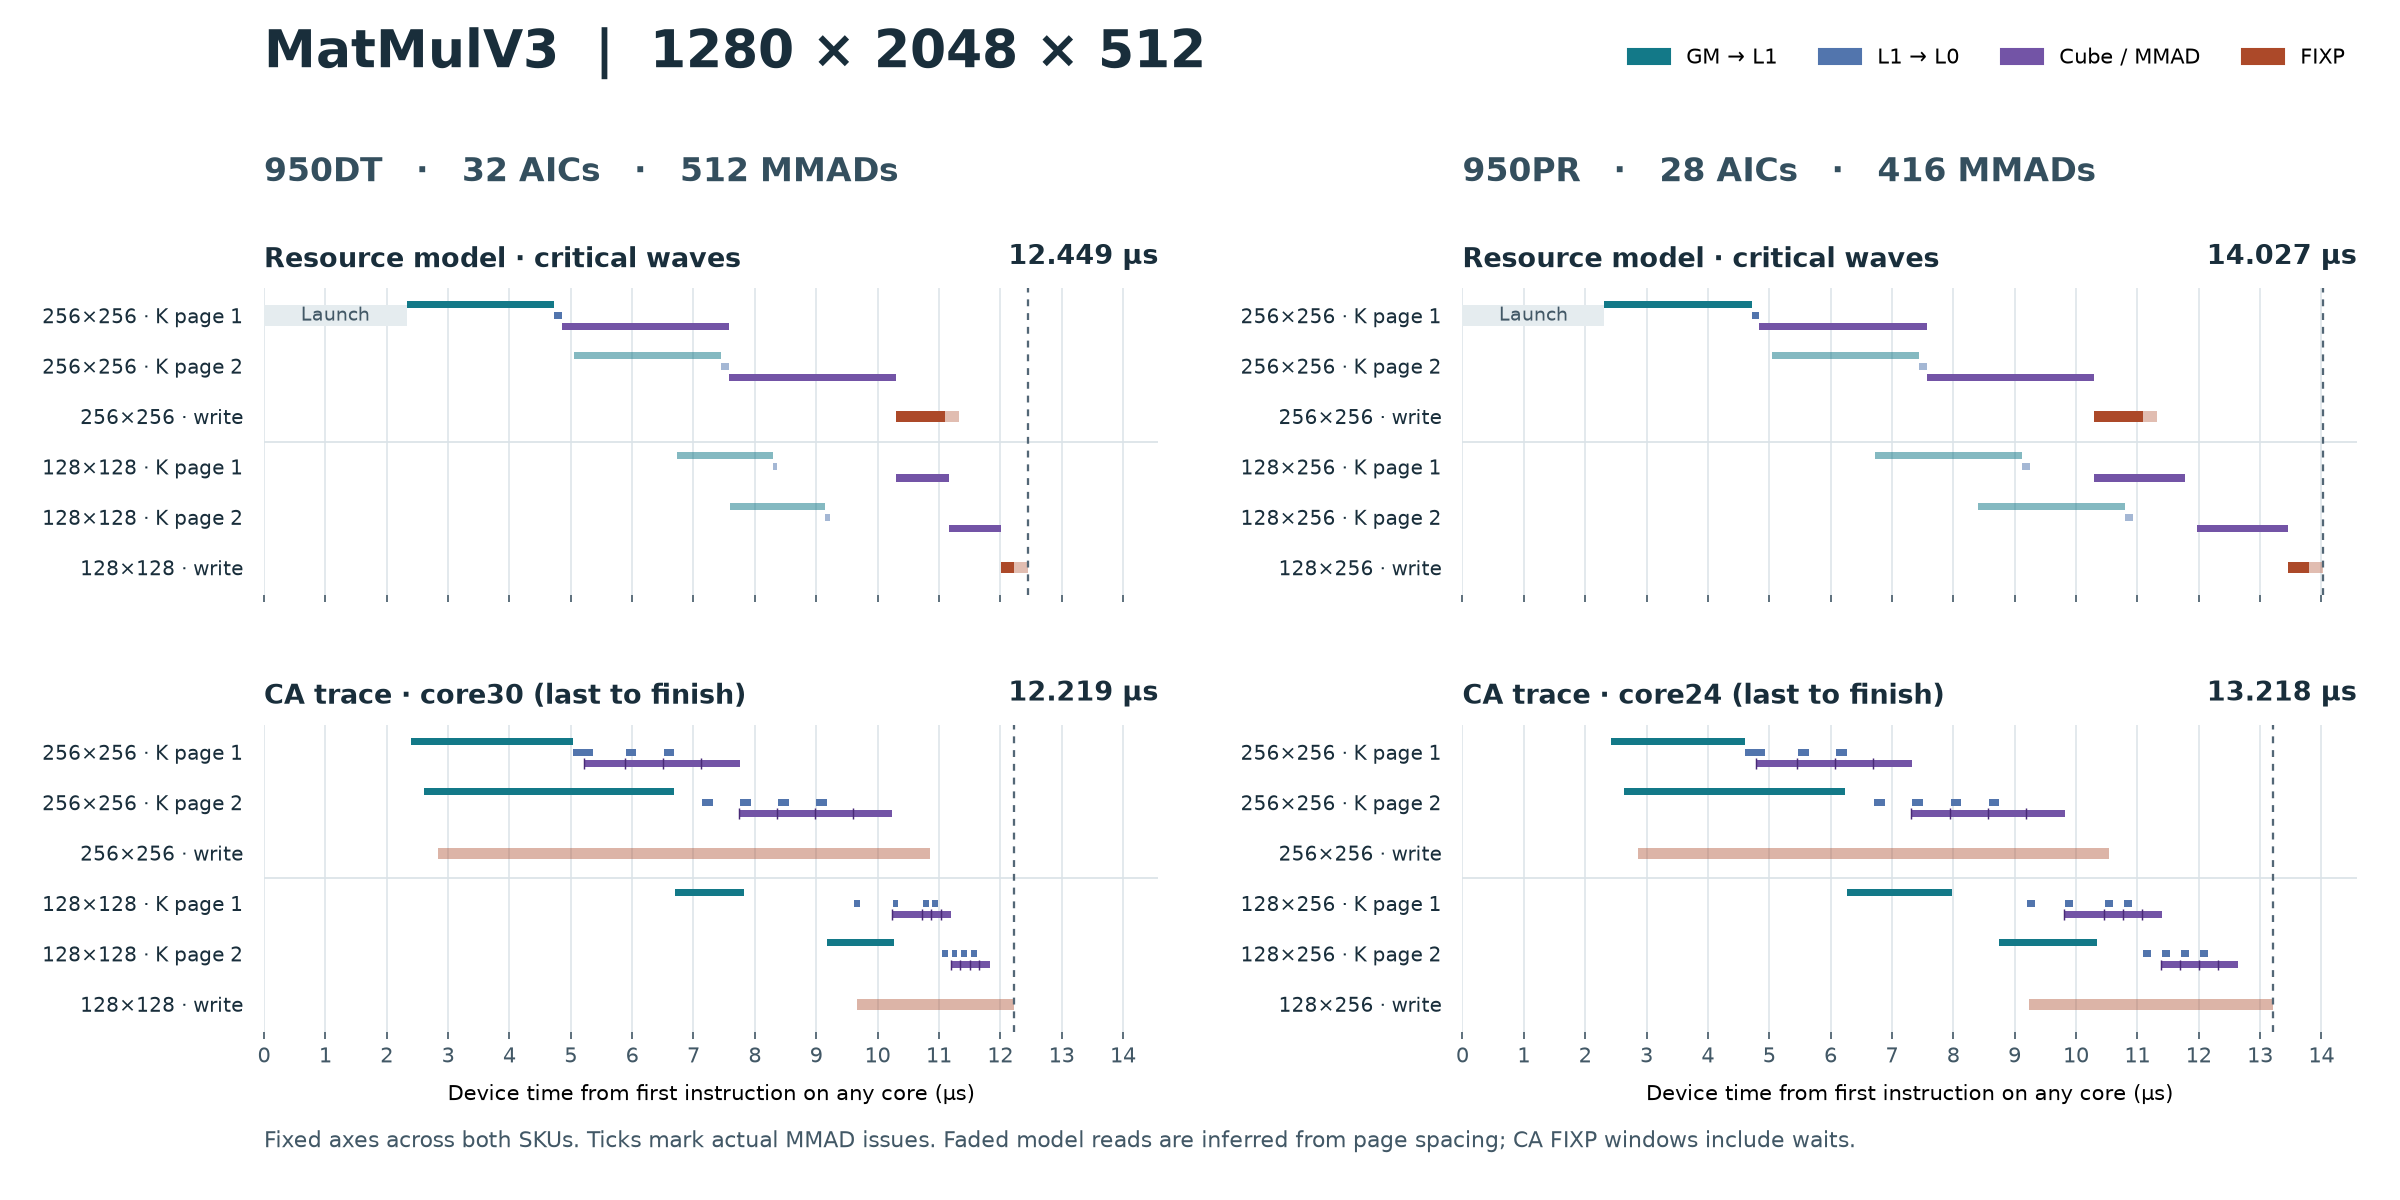 MatMulV3 | 1280 × 2048 × 512
GM → L1
L1 → L0
Cube / MMAD
FIXP
950DT · 32 AICs · 512 MMADs
Resource model · critical waves
12.449 µs
256×256 · K page 1
Launch
256×256 · K page 2
256×256 · write
128×128 · K page 1
128×128 · K page 2
128×128 · write
950PR · 28 AICs · 416 MMADs
Resource model · critical waves
14.027 µs
256×256 · K page 1
Launch
256×256 · K page 2
256×256 · write
128×256 · K page 1
128×256 · K page 2
128×256 · write
CA trace · core30 (last to finish)
12.219 µs
256×256 · K page 1
256×256 · K page 2
256×256 · write
128×128 · K page 1
128×128 · K page 2
128×128 · write
0 1 2 3 4 5 6 7 8 9 10 11 12 13 14
Device time from first instruction on any core (µs)
CA trace · core24 (last to finish)
13.218 µs
256×256 · K page 1
256×256 · K page 2
256×256 · write
128×256 · K page 1
128×256 · K page 2
128×256 · write
0 1 2 3 4 5 6 7 8 9 10 11 12 13 14
Device time from first instruction on any core (µs)
Fixed axes across both SKUs. Ticks mark actual MMAD issues. Faded model reads are inferred from page spacing; CA FIXP windows include waits.